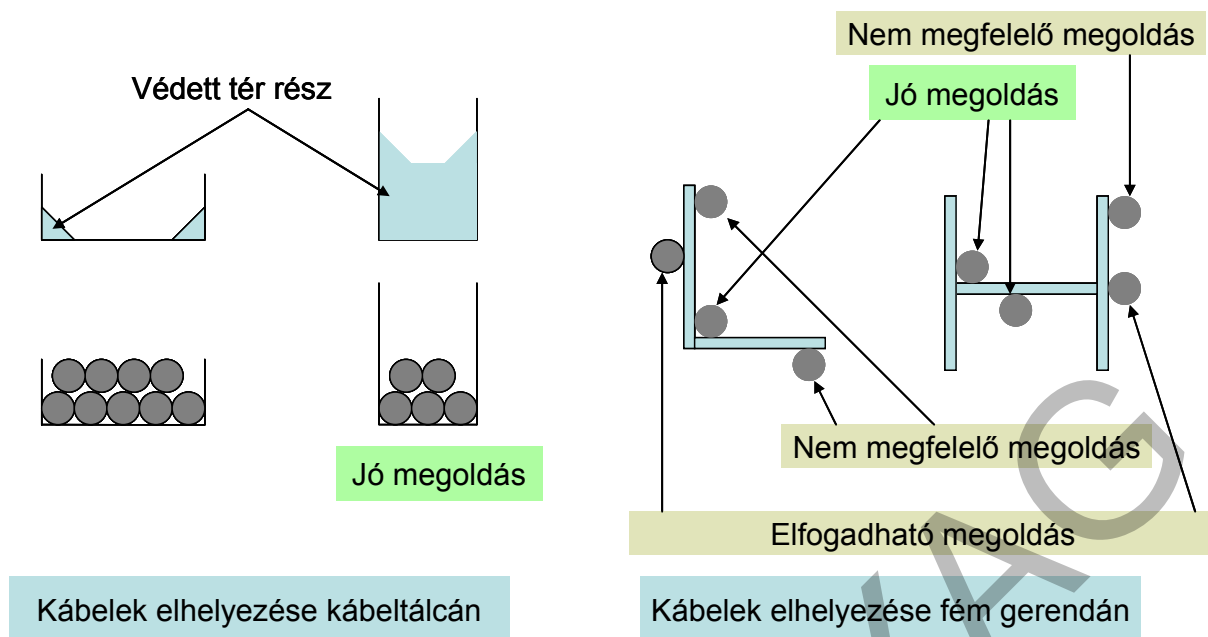 Nem megfelelő megoldás
Védett tér rész
Jó megoldás
Nem megfelelő megoldás
Jó megoldás
Elfogadható megoldás
Kábelek elhelyezése kábeltálcán
Kábelek elhelyezése fém gerendán
YAG